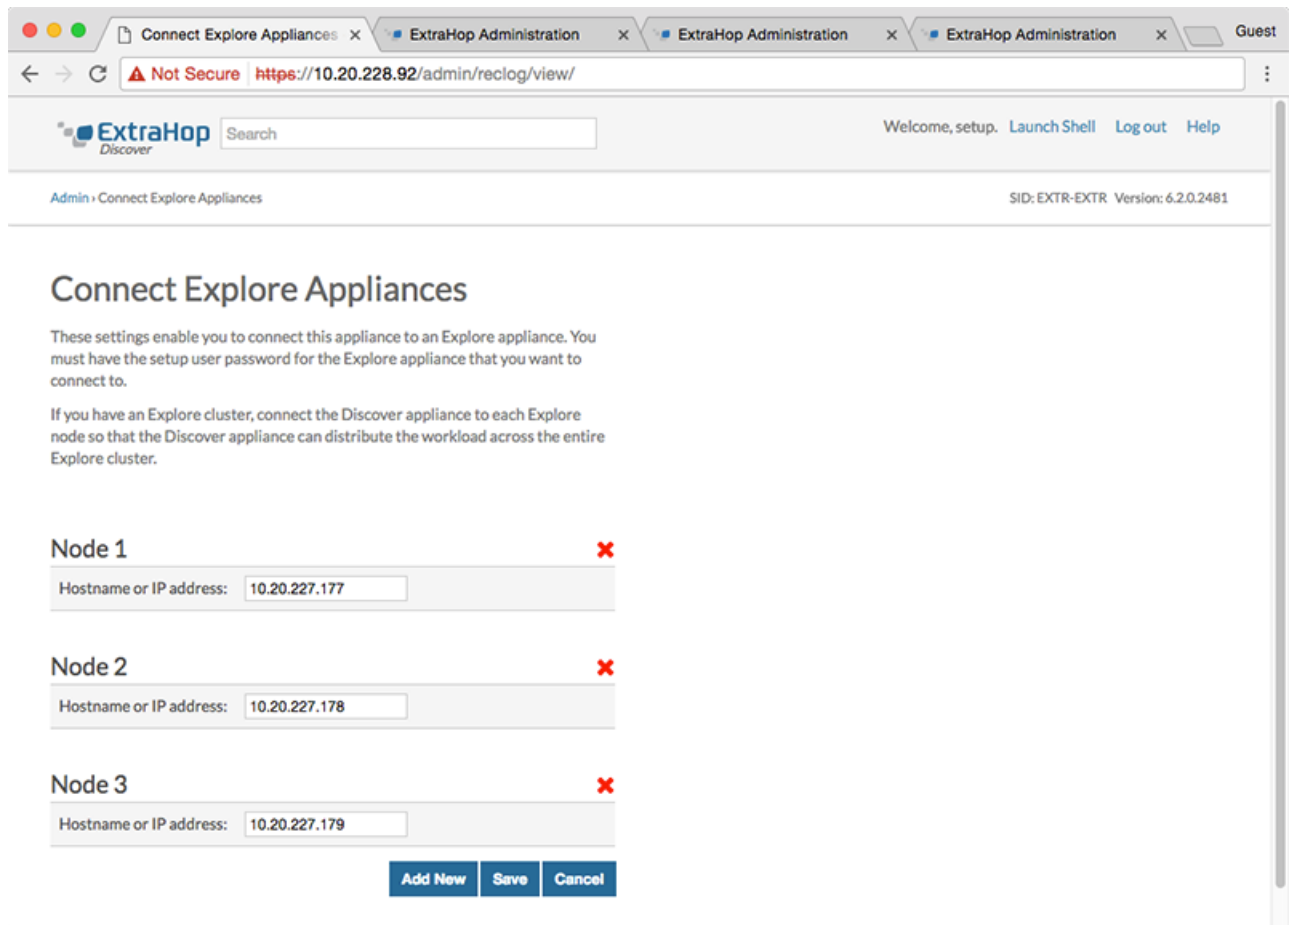 Connect Explore Appliances × ExtraHop Administration × ExtraHop Administration × ExtraHop Administration × Guest
Not Secure https://10.20.228.92/admin/reclog/view/
ExtraHop Discover Search Welcome, setup. Launch Shell Log out Help
Admin › Connect Explore Appliances SID: EXTR-EXTR Version: 6.2.0.2481
Connect Explore Appliances
These settings enable you to connect this appliance to an Explore appliance. You
must have the setup user password for the Explore appliance that you want to
connect to.
If you have an Explore cluster, connect the Discover appliance to each Explore
node so that the Discover appliance can distribute the workload across the entire
Explore cluster.
Node 1
Hostname or IP address: 10.20.227.177
Node 2
Hostname or IP address: 10.20.227.178
Node 3
Hostname or IP address: 10.20.227.179
Add New Save Cancel